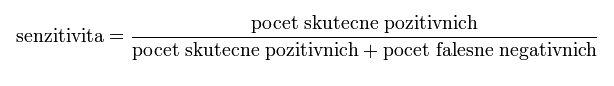 senzitivita = pocet skutecne pozitivnich
pocet skutecne pozitivnich + pocet falesne negativnich